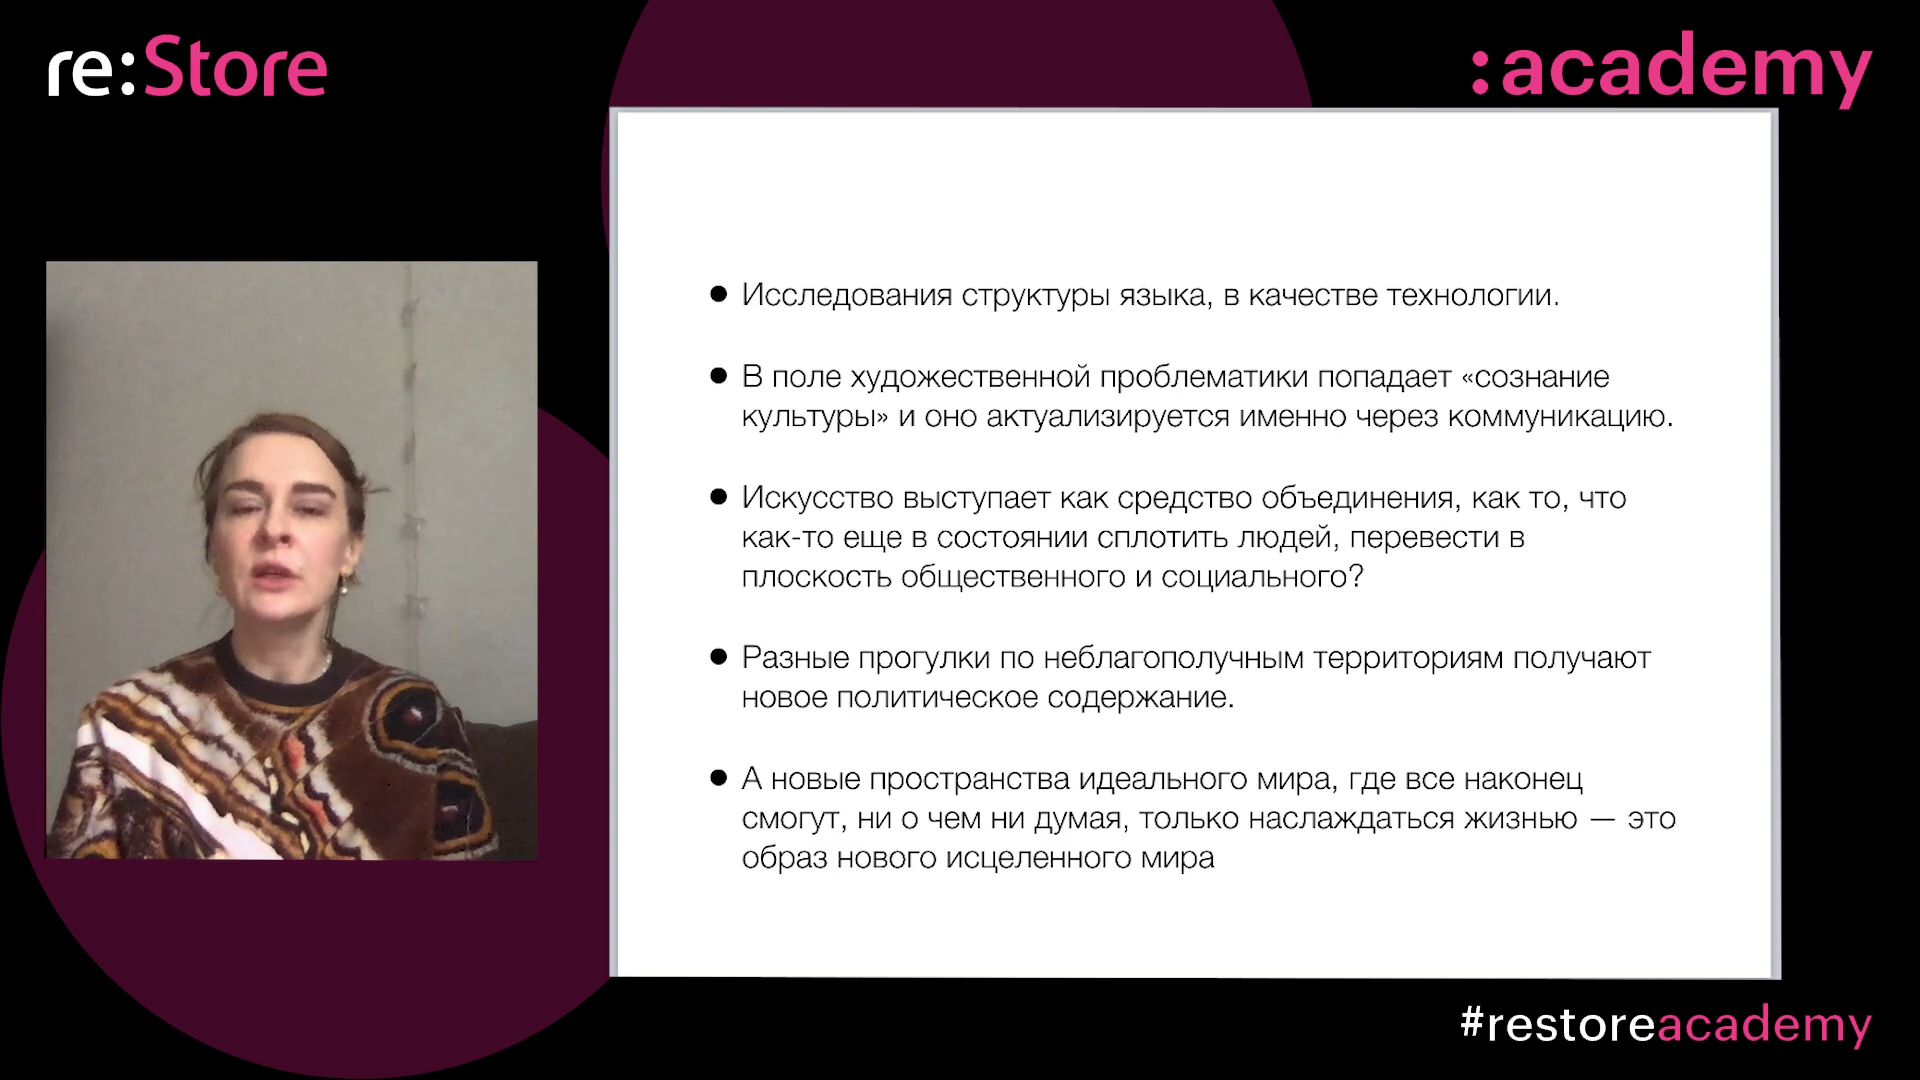 re:Store
:academy
● Исследования структуры языка, в качестве технологии.
● В поле художественной проблематики попадает «сознание
культуры» и оно актуализируется именно через коммуникацию.
● Искусство выступает как средство объединения, как то, что
как-то еще в состоянии сплотить людей, перевести в
плоскость общественного и социального?
● Разные прогулки по неблагополучным территориям получают
новое политическое содержание.
● А новые пространства идеального мира, где все наконец
смогут, ни о чем ни думая, только наслаждаться жизнью — это
образ нового исцеленного мира
#restoreacademy